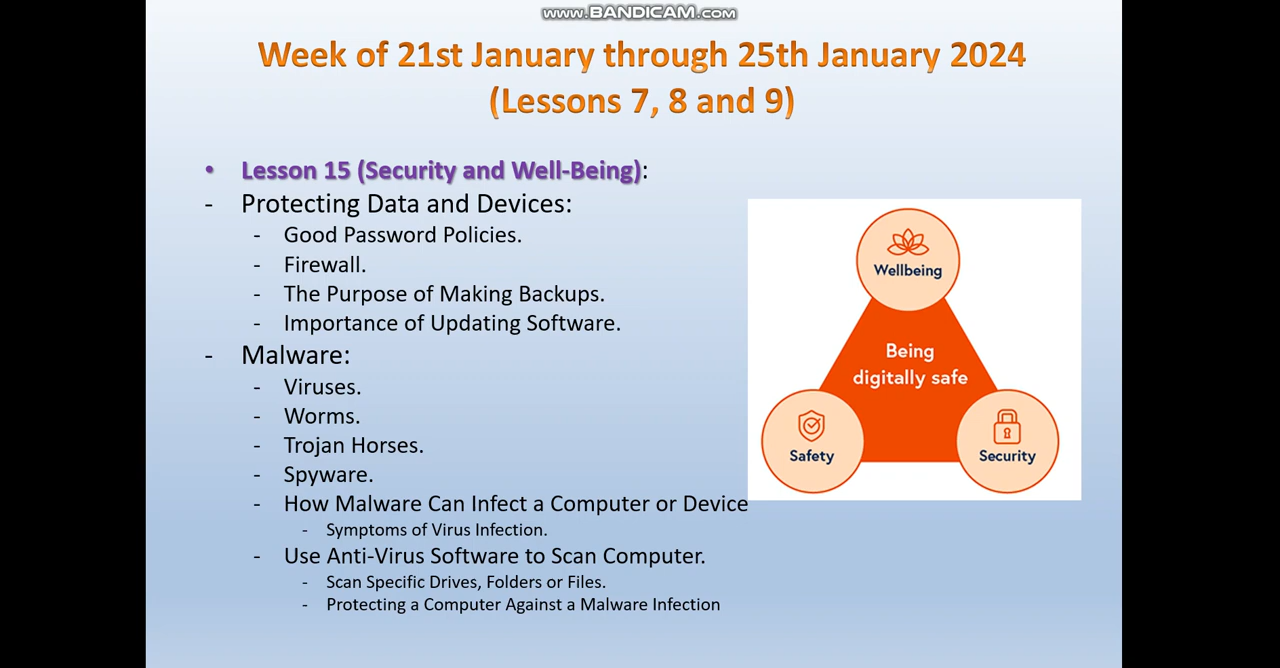 www.BANDICAM.com
Week of 21st January through 25th January 2024
(Lessons 7, 8 and 9)
• Lesson 15 (Security and Well-Being):
- Protecting Data and Devices:
- Good Password Policies.
- Firewall.
- The Purpose of Making Backups.
- Importance of Updating Software.
- Malware:
- Viruses.
- Worms.
- Trojan Horses.
- Spyware.
- How Malware Can Infect a Computer or Device
- Symptoms of Virus Infection.
- Use Anti-Virus Software to Scan Computer.
- Scan Specific Drives, Folders or Files.
- Protecting a Computer Against a Malware Infection
Wellbeing
Being
digitally safe
Safety
Security